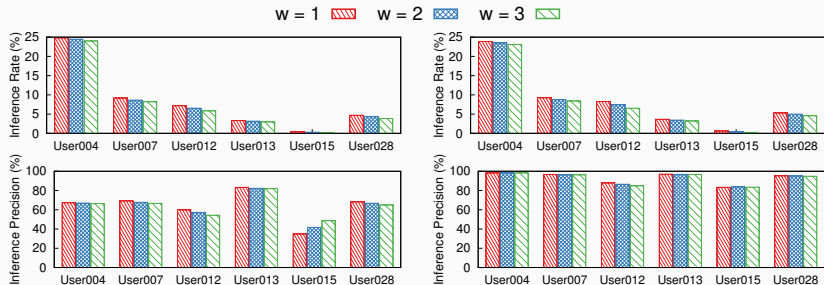 w = 1 w = 2 w = 3
Inference Rate (%)
25
20
15
10
5
0
User004 User007 User012 User013 User015 User028
Inference Rate (%)
25
20
15
10
5
0
User004 User007 User012 User013 User015 User028
Inference Precision (%)
100
80
60
40
20
0
User004 User007 User012 User013 User015 User028
Inference Precision (%)
100
80
60
40
20
0
User004 User007 User012 User013 User015 User028